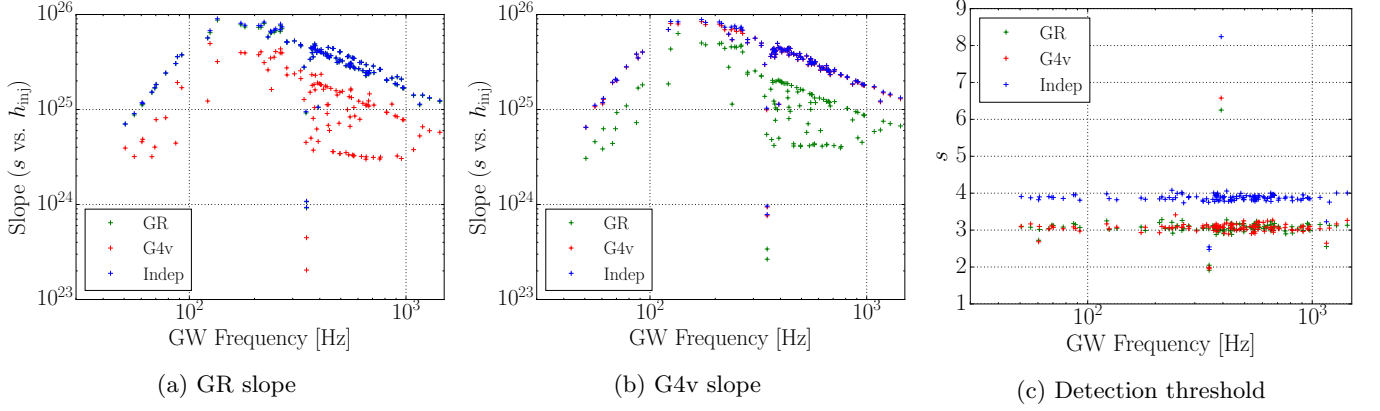 10^26
10^25
10^24
10^23
Slope (s vs. h_inj)
GR
G4v
Indep
10^2
10^3
GW Frequency [Hz]
(a) GR slope
10^26
10^25
10^24
10^23
Slope (s vs. h_inj)
GR
G4v
Indep
10^2
10^3
GW Frequency [Hz]
(b) G4v slope
9
8
7
6
5
4
3
2
1
s
GR
G4v
Indep
10^2
10^3
GW Frequency [Hz]
(c) Detection threshold